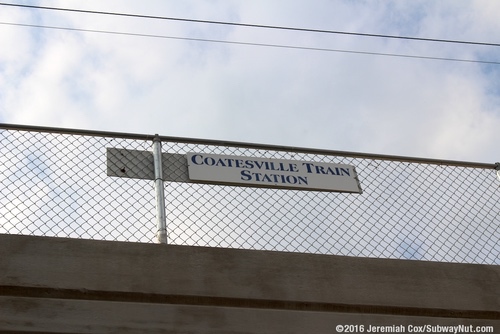 Coatesville Train
Station
©2016 Jeremiah Cox/SubwayNut.com